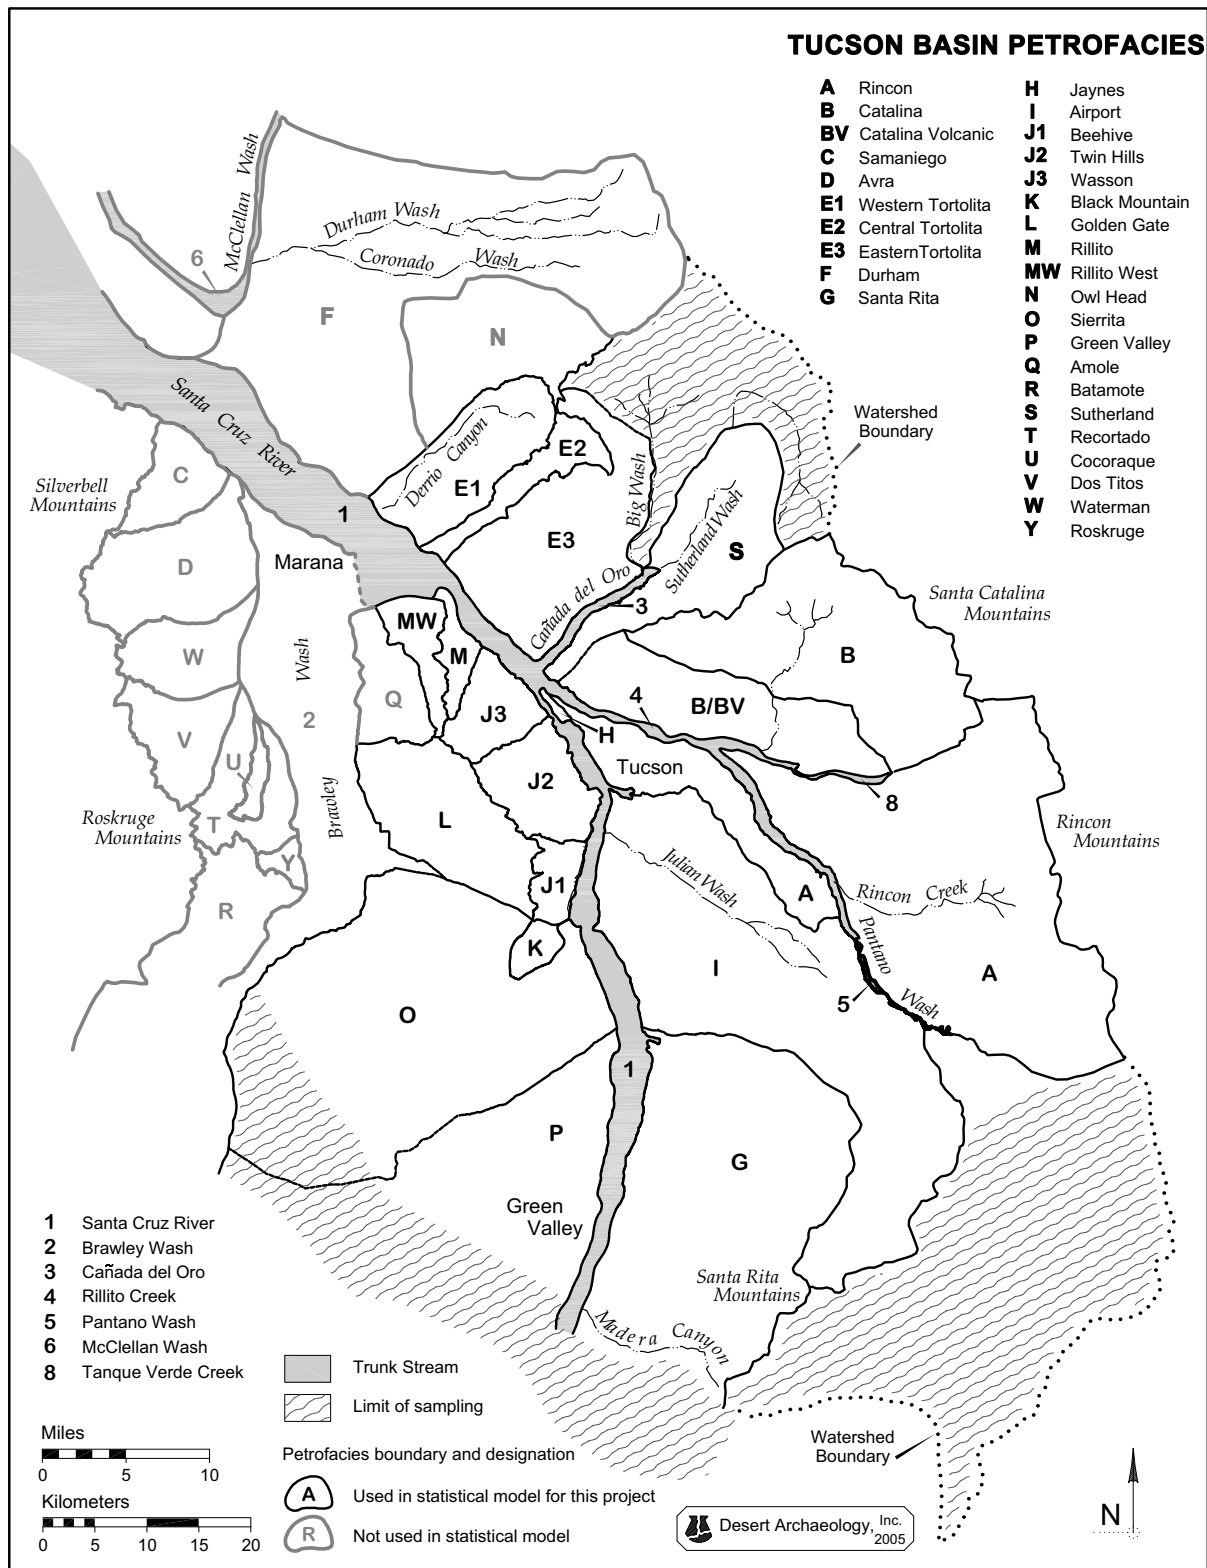 TUCSON BASIN PETROFACIES
A Rincon
B Catalina
BV Catalina Volcanic
C Samaniego
D Avra
E1 Western Tortolita
E2 Central Tortolita
E3 EasternTortolita
F Durham
G Santa Rita
H Jaynes
I Airport
J1 Beehive
J2 Twin Hills
J3 Wasson
K Black Mountain
L Golden Gate
M Rillito
MW Rillito West
N Owl Head
O Sierrita
P Green Valley
Q Amole
R Batamote
S Sutherland
T Recortado
U Cocoraque
V Dos Titos
W Waterman
Y Roskruge
McClellan Wash
Durham Wash
Coronado Wash
6
F
N
Santa Cruz River
Watershed
Boundary
Derrio Canyon
E2
E1
Big Wash
Sutherland Wash
C
Silverbell
Mountains
1
E3
S
Marana
D
Cañada del Oro
3
Santa Catalina
Mountains
MW
M
W
Wash
B
Q
4
B/BV
2
J3
V
H
U
J2
Tucson
8
Brawley
Roskruge
Mountains
T
L
Rincon
Mountains
Y
J1
Julian Wash
A
Rincon Creek
R
K
Pantano
Wash
I
A
5
O
1
P
G
Green
Valley
Santa Rita
Mountains
Madera Canyon
1 Santa Cruz River
2 Brawley Wash
3 Cañada del Oro
4 Rillito Creek
5 Pantano Wash
6 McClellan Wash
8 Tanque Verde Creek
Trunk Stream
Limit of sampling
Petrofacies boundary and designation
A Used in statistical model for this project
R Not used in statistical model
Miles
0 5 10
Kilometers
0 5 10 15 20
Watershed
Boundary
Desert Archaeology, Inc.
2005
N